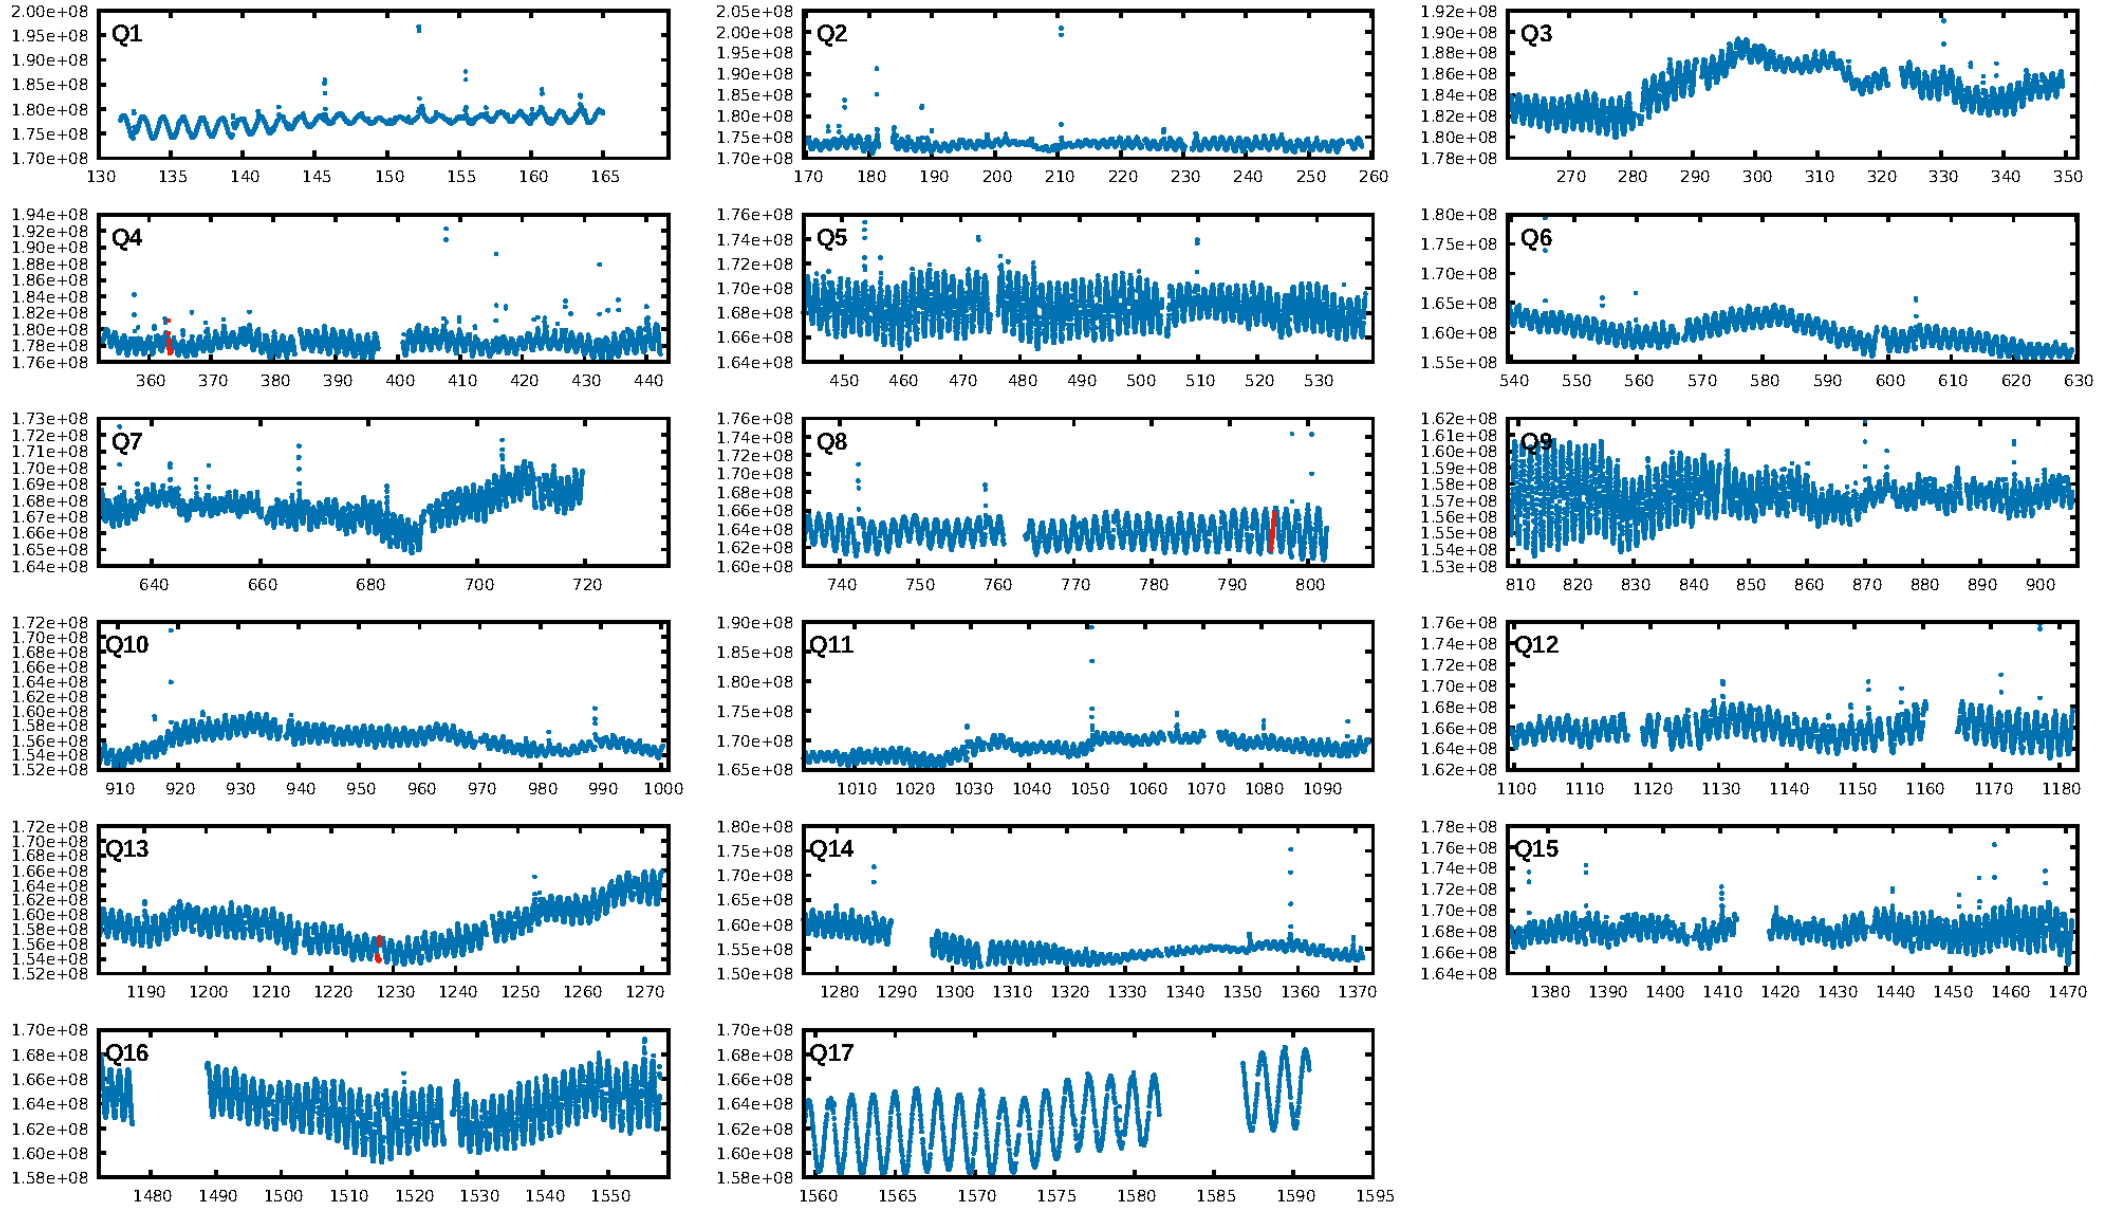 2.00e+08 1.95e+08 1.90e+08 1.85e+08 1.80e+08 1.75e+08 1.70e+08
Q1
130 135 140 145 150 155 160 165
2.05e+08 2.00e+08 1.95e+08 1.90e+08 1.85e+08 1.80e+08 1.75e+08 1.70e+08
Q2
170 180 190 200 210 220 230 240 250 260
1.92e+08 1.90e+08 1.88e+08 1.86e+08 1.84e+08 1.82e+08 1.80e+08 1.78e+08
Q3
270 280 290 300 310 320 330 340 350
1.94e+08 1.92e+08 1.90e+08 1.88e+08 1.86e+08 1.84e+08 1.82e+08 1.80e+08 1.78e+08 1.76e+08
Q4
360 370 380 390 400 410 420 430 440
1.76e+08 1.74e+08 1.72e+08 1.70e+08 1.68e+08 1.66e+08 1.64e+08
Q5
450 460 470 480 490 500 510 520 530
1.80e+08 1.75e+08 1.70e+08 1.65e+08 1.60e+08 1.55e+08
Q6
540 550 560 570 580 590 600 610 620 630
1.73e+08 1.72e+08 1.71e+08 1.70e+08 1.69e+08 1.68e+08 1.67e+08 1.66e+08 1.65e+08 1.64e+08
Q7
640 660 680 700 720
1.76e+08 1.74e+08 1.72e+08 1.70e+08 1.68e+08 1.66e+08 1.64e+08 1.62e+08 1.60e+08
Q8
740 750 760 770 780 790 800
1.62e+08 1.61e+08 1.60e+08 1.59e+08 1.58e+08 1.57e+08 1.56e+08 1.55e+08 1.54e+08 1.53e+08
Q9
810 820 830 840 850 860 870 880 890 900
1.72e+08 1.70e+08 1.68e+08 1.66e+08 1.64e+08 1.62e+08 1.60e+08 1.58e+08 1.56e+08 1.54e+08 1.52e+08
Q10
910 920 930 940 950 960 970 980 990 1000
1.90e+08 1.85e+08 1.80e+08 1.75e+08 1.70e+08 1.65e+08
Q11
1010 1020 1030 1040 1050 1060 1070 1080 1090
1.76e+08 1.74e+08 1.72e+08 1.70e+08 1.68e+08 1.66e+08 1.64e+08 1.62e+08
Q12
1100 1110 1120 1130 1140 1150 1160 1170 1180
1.72e+08 1.70e+08 1.68e+08 1.66e+08 1.64e+08 1.62e+08 1.60e+08 1.58e+08 1.56e+08 1.54e+08 1.52e+08
Q13
1190 1200 1210 1220 1230 1240 1250 1260 1270
1.80e+08 1.75e+08 1.70e+08 1.65e+08 1.60e+08 1.55e+08 1.50e+08
Q14
1280 1290 1300 1310 1320 1330 1340 1350 1360 1370
1.78e+08 1.76e+08 1.74e+08 1.72e+08 1.70e+08 1.68e+08 1.66e+08 1.64e+08
Q15
1380 1390 1400 1410 1420 1430 1440 1450 1460 1470
1.70e+08 1.68e+08 1.66e+08 1.64e+08 1.62e+08 1.60e+08 1.58e+08
Q16
1480 1490 1500 1510 1520 1530 1540 1550
1.70e+08 1.68e+08 1.66e+08 1.64e+08 1.62e+08 1.60e+08 1.58e+08
Q17
1560 1565 1570 1575 1580 1585 1590 1595